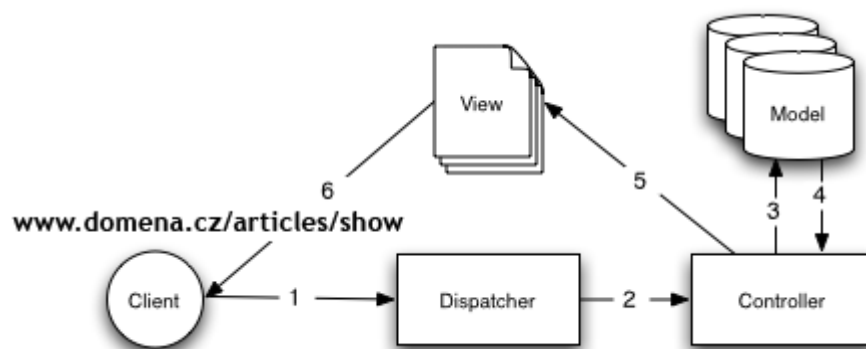 View
Model
6
5
3
4
www.domena.cz/articles/show
Client
1
Dispatcher
2
Controller